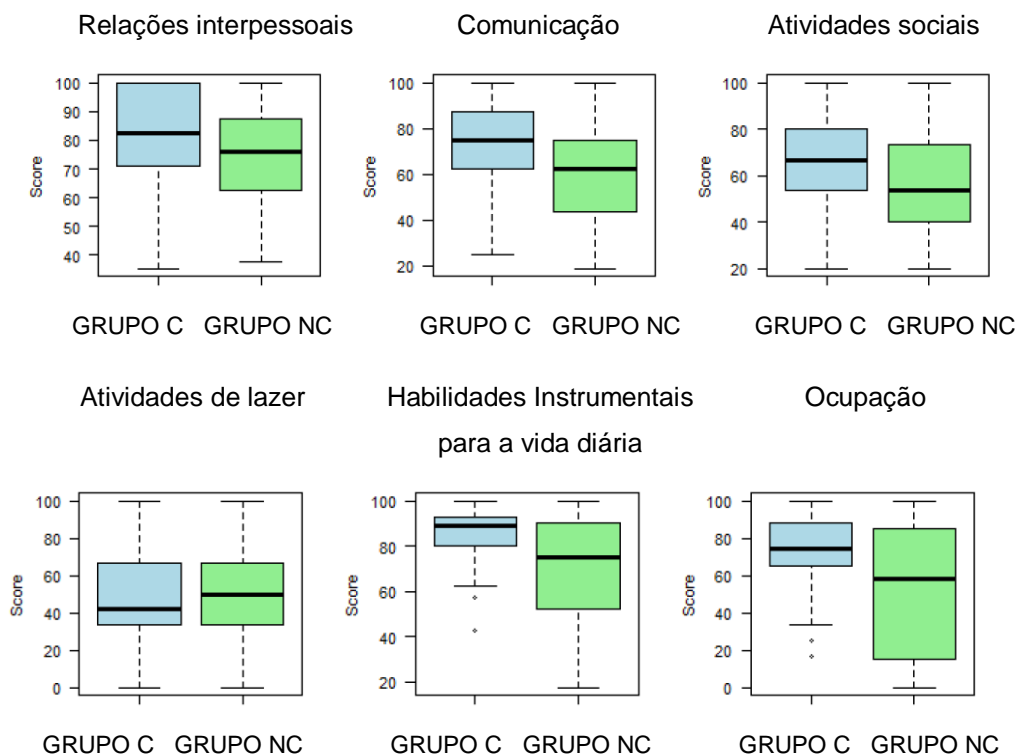 Relações interpessoais
Comunicação
Atividades sociais
Score
100
90
80
70
60
50
40
Score
100
80
60
40
20
Score
100
80
60
40
20
GRUPO C GRUPO NC
GRUPO C GRUPO NC
GRUPO C GRUPO NC
Atividades de lazer
Habilidades Instrumentais
para a vida diária
Ocupação
Score
100
80
60
40
20
0
Score
100
80
60
40
20
Score
100
80
60
40
20
0
GRUPO C GRUPO NC
GRUPO C GRUPO NC
GRUPO C GRUPO NC